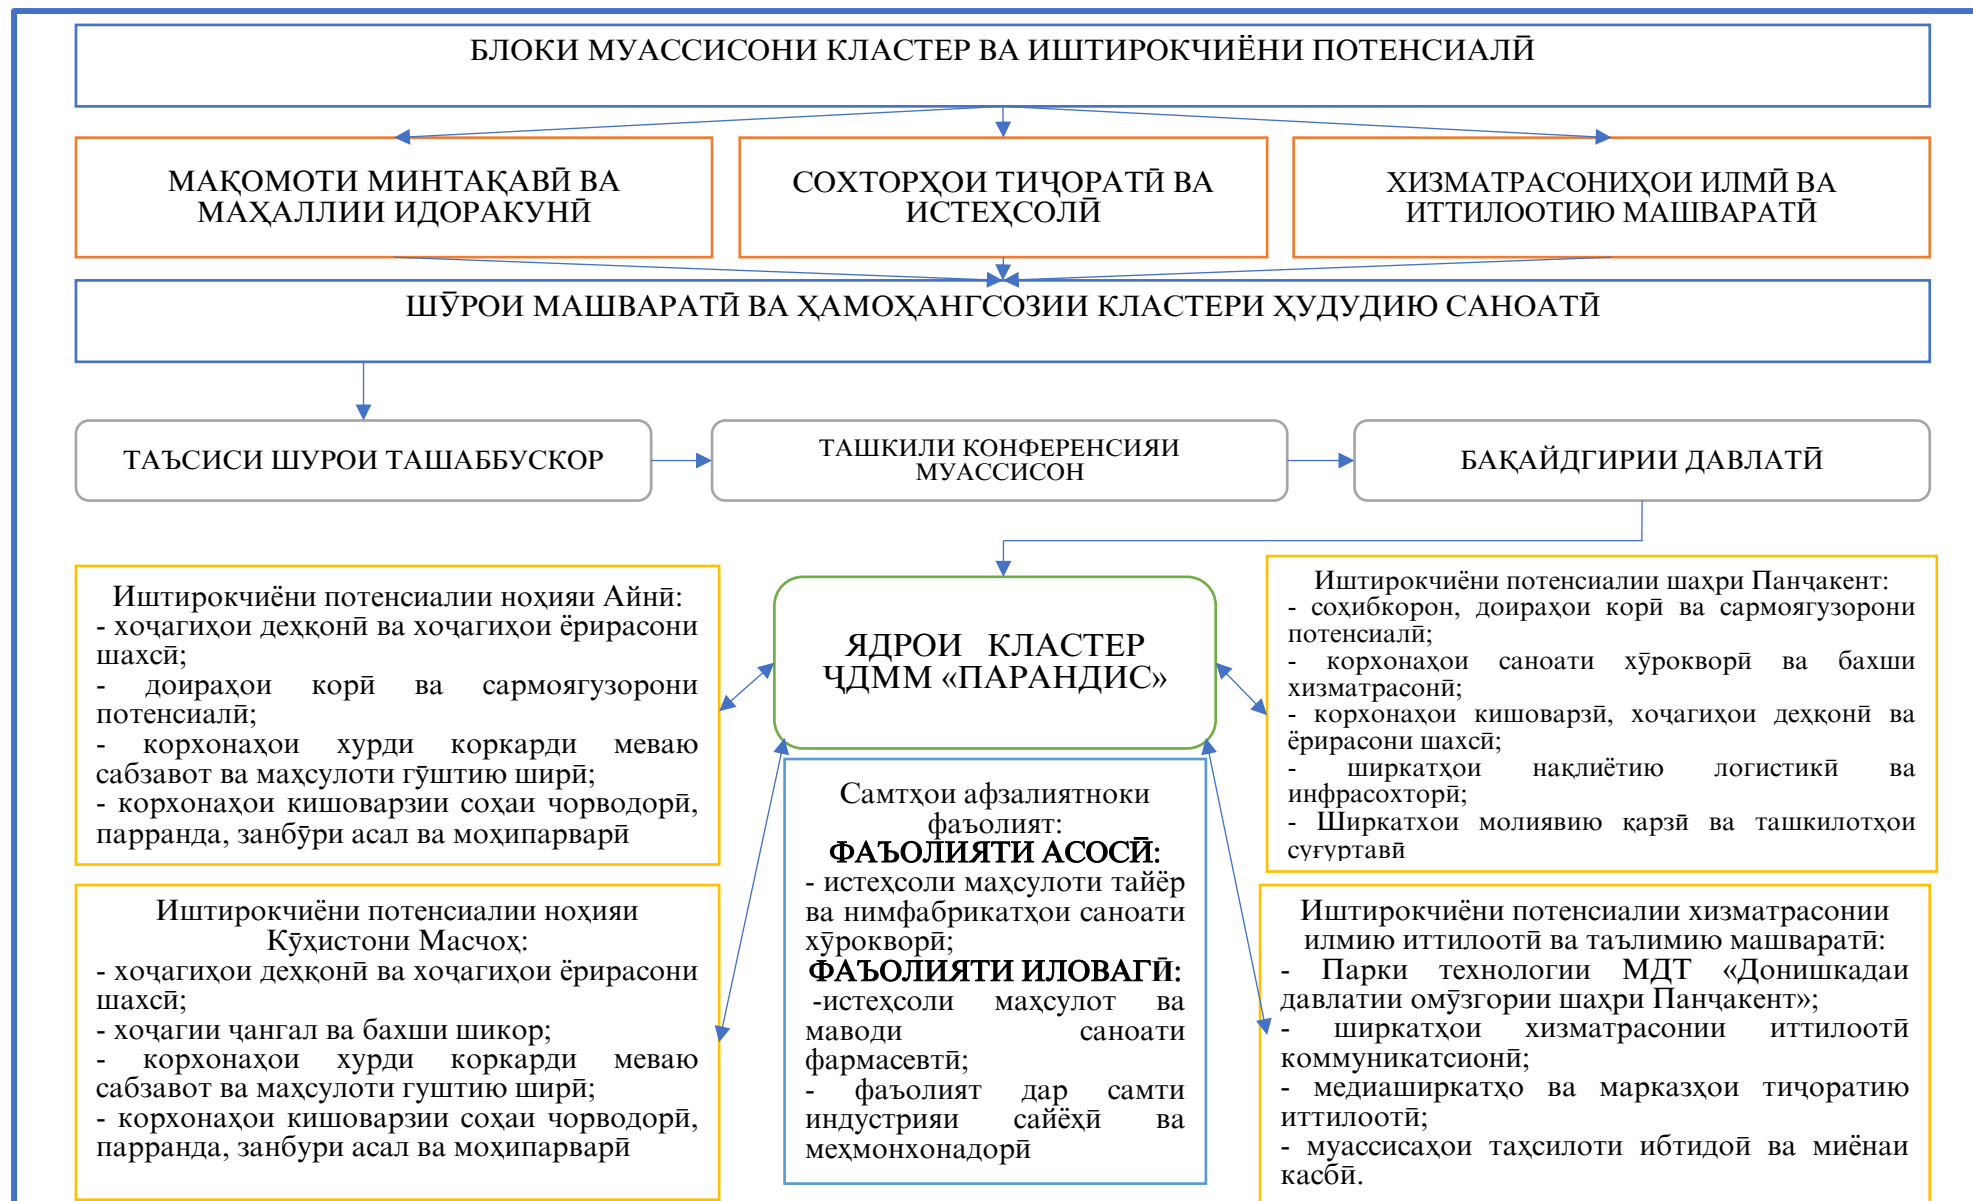 БЛОКИ МУАССИСОНИ КЛАСТЕР ВА ИШТИРОКЧИЁНИ ПОТЕНСИАЛӢ
МАҚОМОТИ МИНТАҚАВӢ ВА
МАҲАЛЛИИ ИДОРАКУНӢ
СОХТОРҲОИ ТИҶОРАТӢ ВА
ИСТЕҲСОЛӢ
ХИЗМАТРАСОНИҲОИ ИЛМӢ ВА
ИТТИЛООТИЮ МАШВАРАТӢ
ШӮРОИ МАШВАРАТӢ ВА ҲАМОҲАНГСОЗИИ КЛАСТЕРИ ҲУДУДИЮ САНОАТӢ
ТАЪСИСИ ШУРОИ ТАШАББУСКОР
ТАШКИЛИ КОНФЕРЕНСИЯИ
МУАССИСОН
БАҚАЙДГИРИИ ДАВЛАТӢ
Иштирокчиёни потенсиалии ноҳияи Айнӣ:
- хоҷагиҳои деҳқонӣ ва хоҷагиҳои ёрирасони
шахсӣ;
- доираҳои корӣ ва сармоягузорони
потенсиалӣ;
- корхонаҳои хурди коркарди меваю
сабзавот ва маҳсулоти гӯштию ширӣ;
- корхонаҳои кишоварзии соҳаи чорводорӣ,
парранда, занбӯри асал ва моҳипарварӣ
ЯДРОИ КЛАСТЕР
ҶДММ «ПАРАНДИС»
Иштирокчиёни потенсиалии шаҳри Панҷакент:
- соҳибкорон, доираҳои корӣ ва сармоягузорони
потенсиалӣ;
- корхонаҳои саноати хӯрокворӣ ва бахши
хизматрасонӣ;
- корхонаҳои кишоварзӣ, хоҷагиҳои деҳқонӣ ва
ёрирасони шахсӣ;
- ширкатҳои нақлиётию логистикӣ ва
инфрасохторӣ;
- Ширкатхои молиявию қарзӣ ва ташкилотҳои
суғуртавӣ
Иштирокчиёни потенсиалии ноҳияи
Кӯҳистони Масчоҳ:
- хоҷагиҳои деҳқонӣ ва хоҷагиҳои ёрирасони
шахсӣ;
- хоҷагии ҷангал ва бахши шикор;
- корхонаҳои хурди коркарди меваю
сабзавот ва маҳсулоти гуштию ширӣ;
- корхонаҳои кишоварзии соҳаи чорводорӣ,
парранда, занбури асал ва моҳипарварӣ
Самтҳои афзалиятноки
фаъолият:
ФАЪОЛИЯТИ АСОСӢ:
- истеҳсоли маҳсулоти тайёр
ва нимфабрикатҳои саноати
хӯрокворӣ;
ФАЪОЛИЯТИ ИЛОВАГӢ:
-истеҳсоли маҳсулот ва
маводи саноати
фармасевтӣ;
- фаъолият дар самти
индустрияи сайёҳӣ ва
меҳмонхонадорӣ
Иштирокчиёни потенсиалии хизматрасонии
илмию иттилоотӣ ва таълимию машваратӣ:
- Парки технологии МДТ «Донишкадаи
давлатии омӯзгории шаҳри Панҷакент»;
- ширкатҳои хизматрасонии иттилоотӣ
коммуникатсионӣ;
- медиаширкатҳо ва марказҳои тиҷоратию
иттилоотӣ;
- муассисаҳои таҳсилоти ибтидоӣ ва миёнаи
касбӣ.